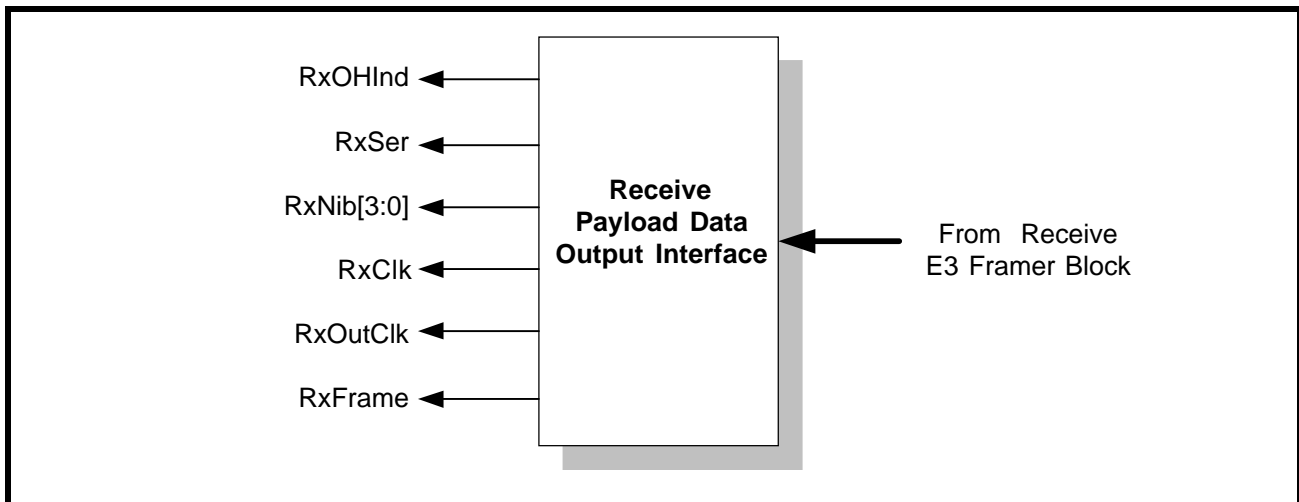 RxOHInd
RxSer
RxNib[3:0]
RxClk
RxOutClk
RxFrame
Receive
Payload Data
Output Interface
From Receive
E3 Framer Block